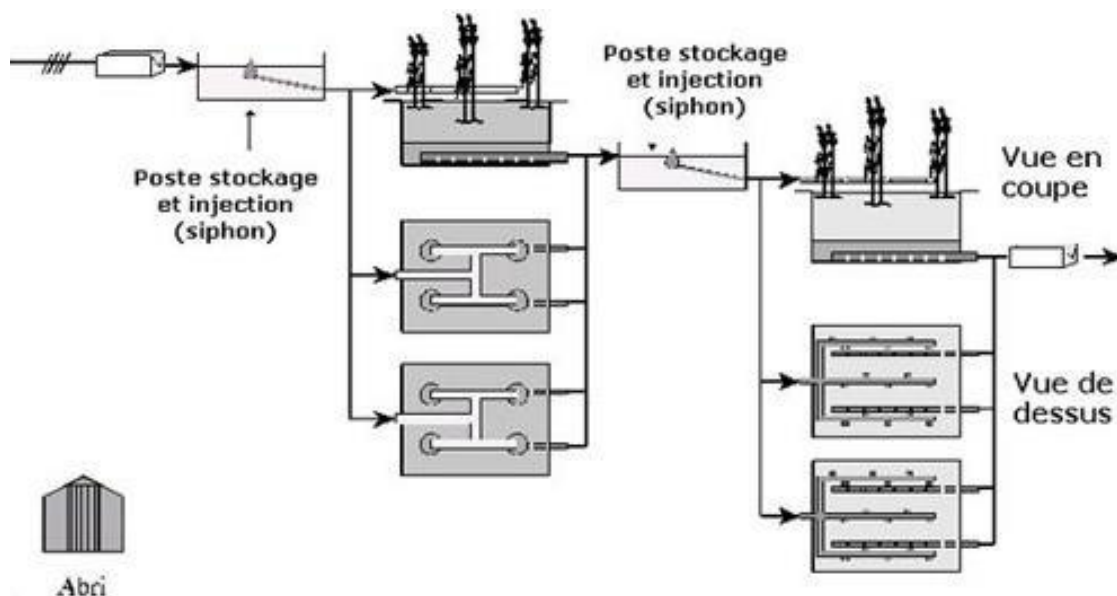 Poste stockage
et injection
(siphon)
Poste stockage
et injection
(siphon)
Vue en
coupe
Vue de
dessus
Abri